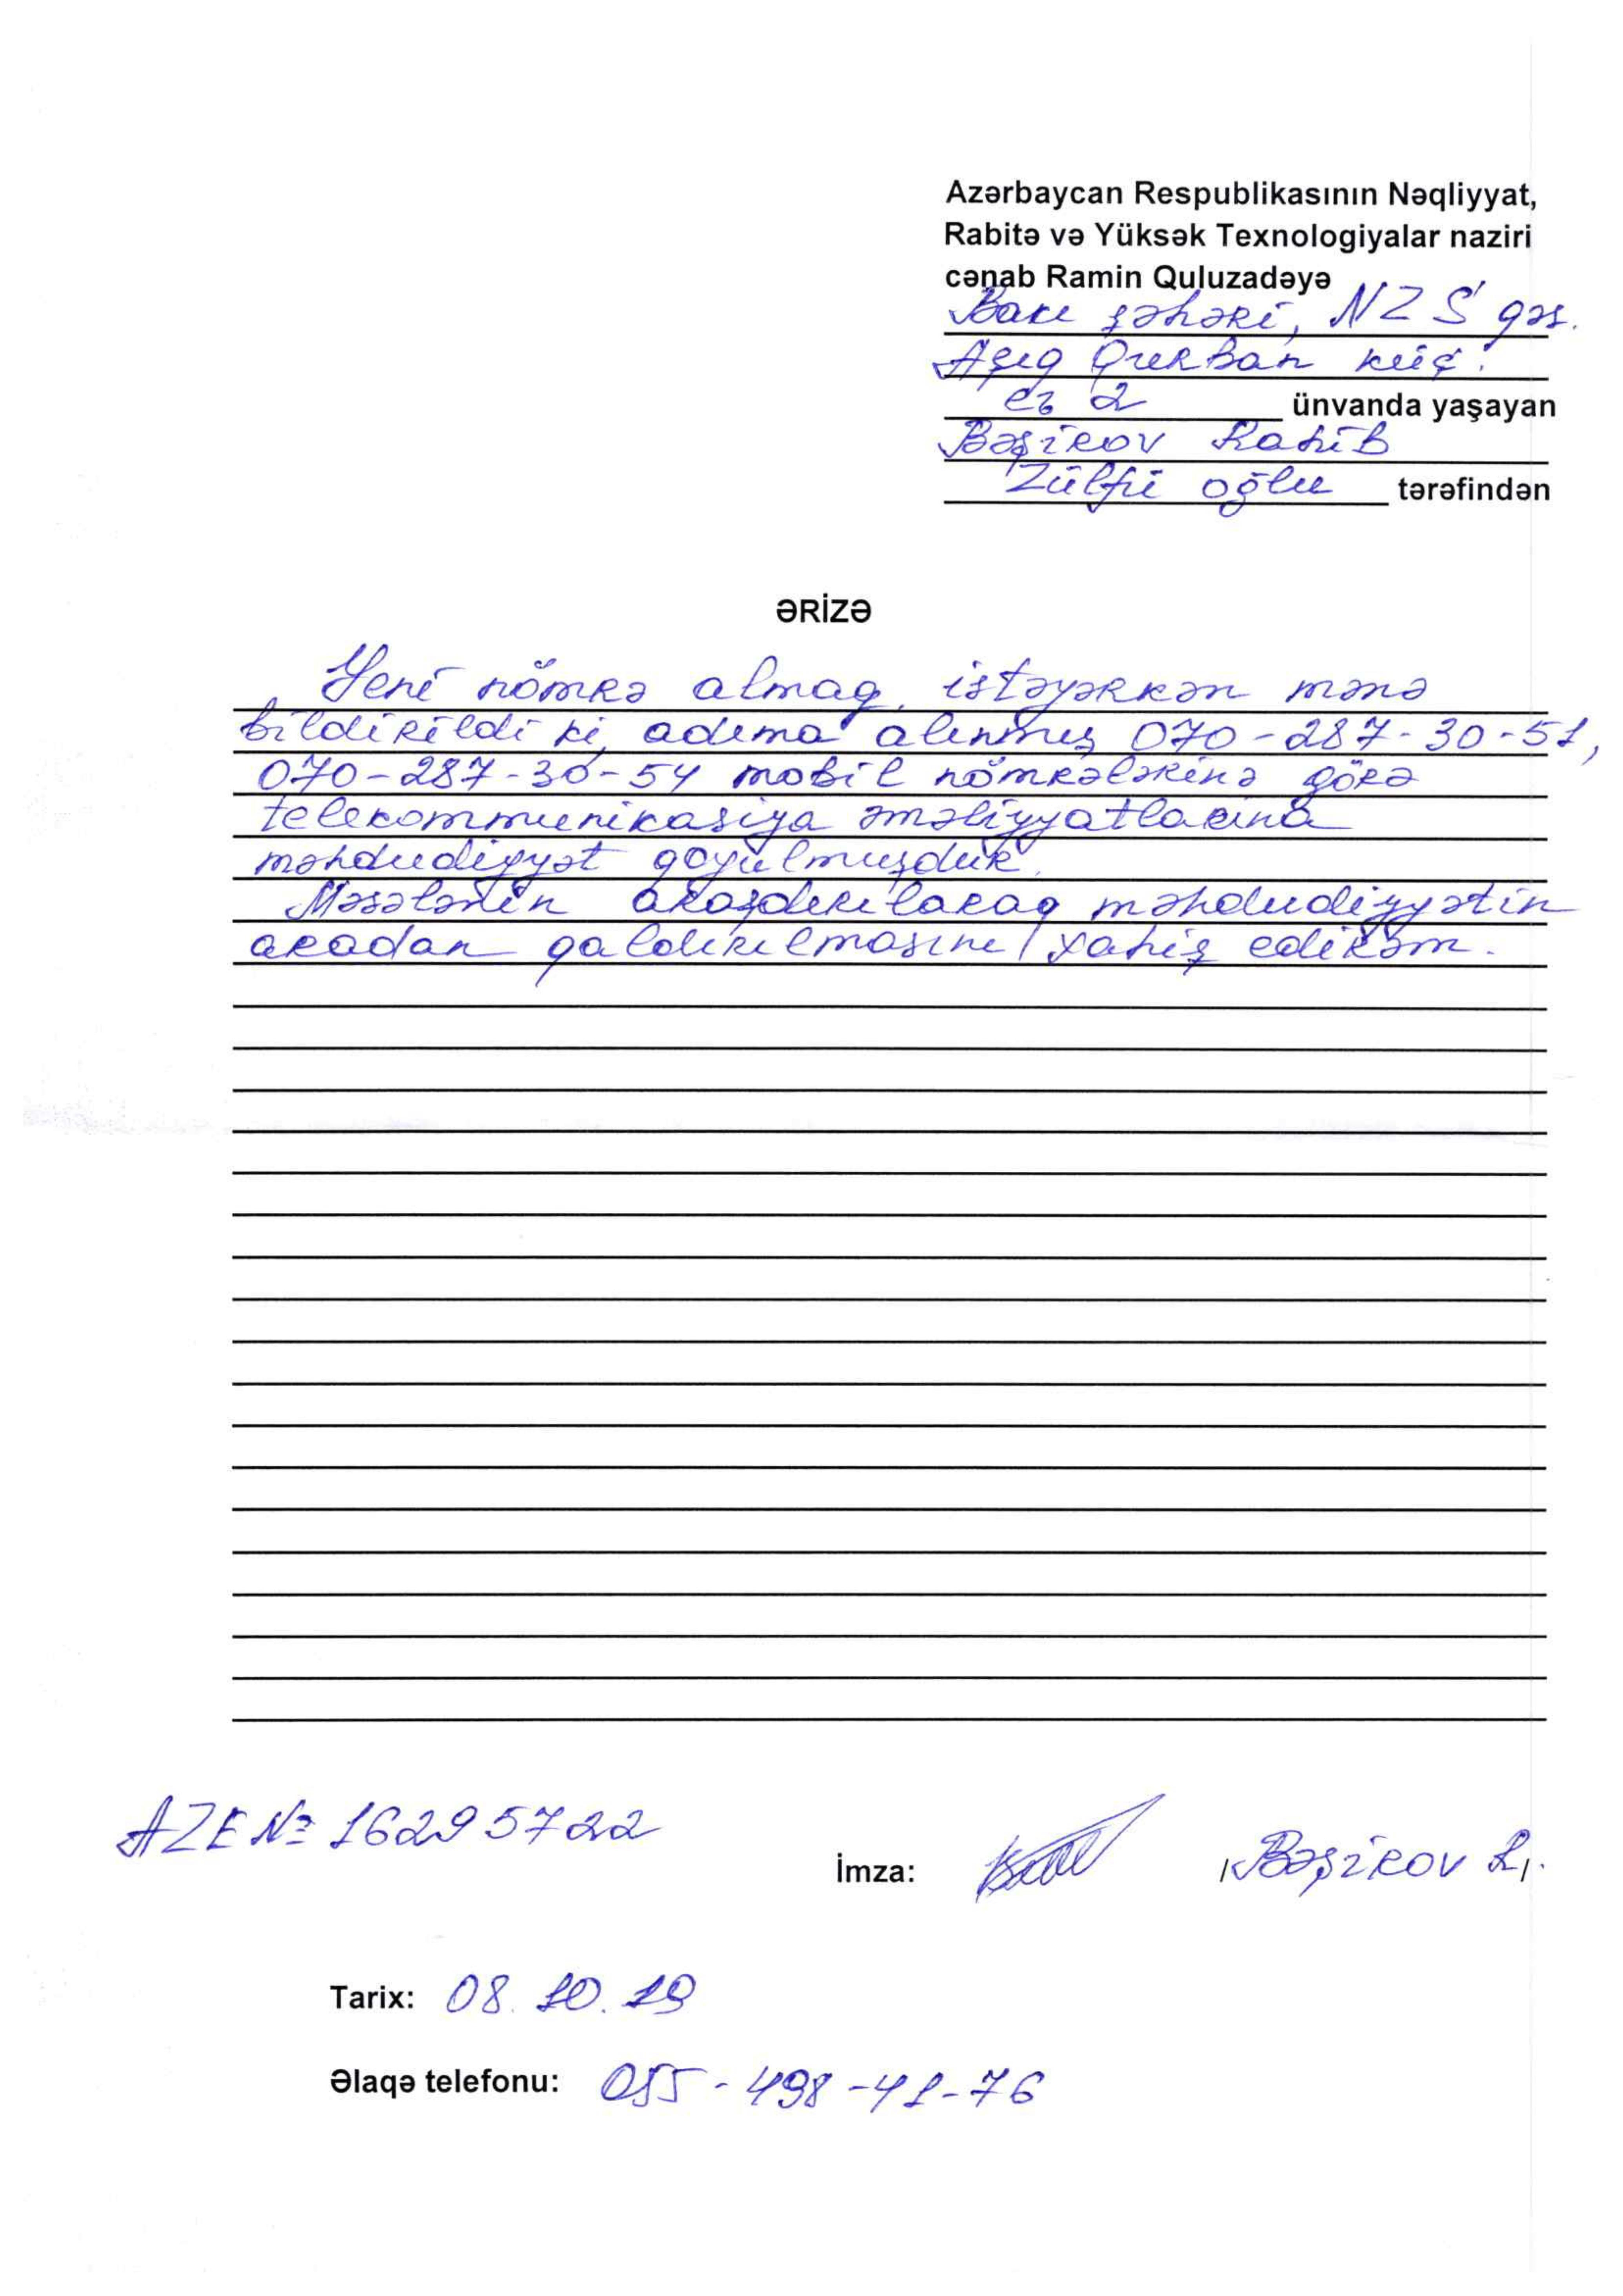 Azərbaycan Respublikasının Nəqliyyat,
Rabitə və Yüksək Texnologiyalar naziri
cənab Ramin Quluzadəyə
Bakı şəhəri, NZS qəs.
Aşıq Qurban küç.
ev 2 ünvanda yaşayan
Bəşirov Rahib
Zülfü oğlu tərəfindən
ƏRİZƏ
Yeni nömrə almaq istəyərkən mənə
bildirildi ki, adıma alınmış 070-287-30-51,
070-287-30-54 mobil nömrələrinə görə
telekommunikasiya əməliyyatlarına
məhdudiyyət qoyulmuşdur.
Məsələnin araşdırılaraq məhdudiyyətin
aradan qaldırılmasını xahiş edirəm.
AZE № 16295722
İmza: /Bəşirov R/.
Tarix: 08.10.19
Əlaqə telefonu: 055-498-41-76